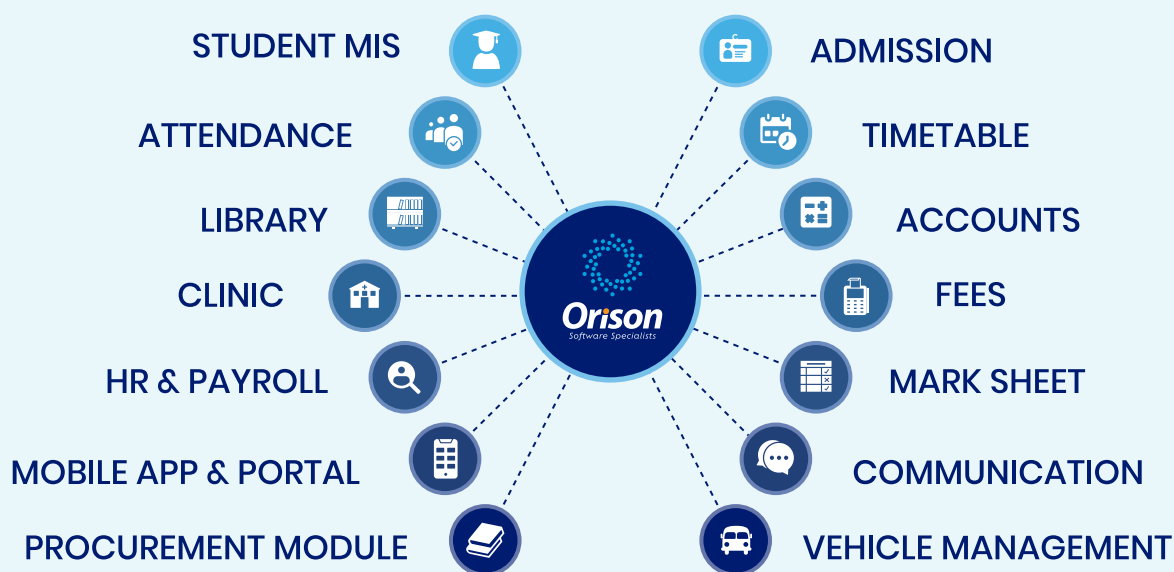 STUDENT MIS
ADMISSION
ATTENDANCE
TIMETABLE
LIBRARY
ACCOUNTS
CLINIC
FEES
Orison
Software Specialists
HR & PAYROLL
MARK SHEET
MOBILE APP & PORTAL
COMMUNICATION
PROCUREMENT MODULE
VEHICLE MANAGEMENT